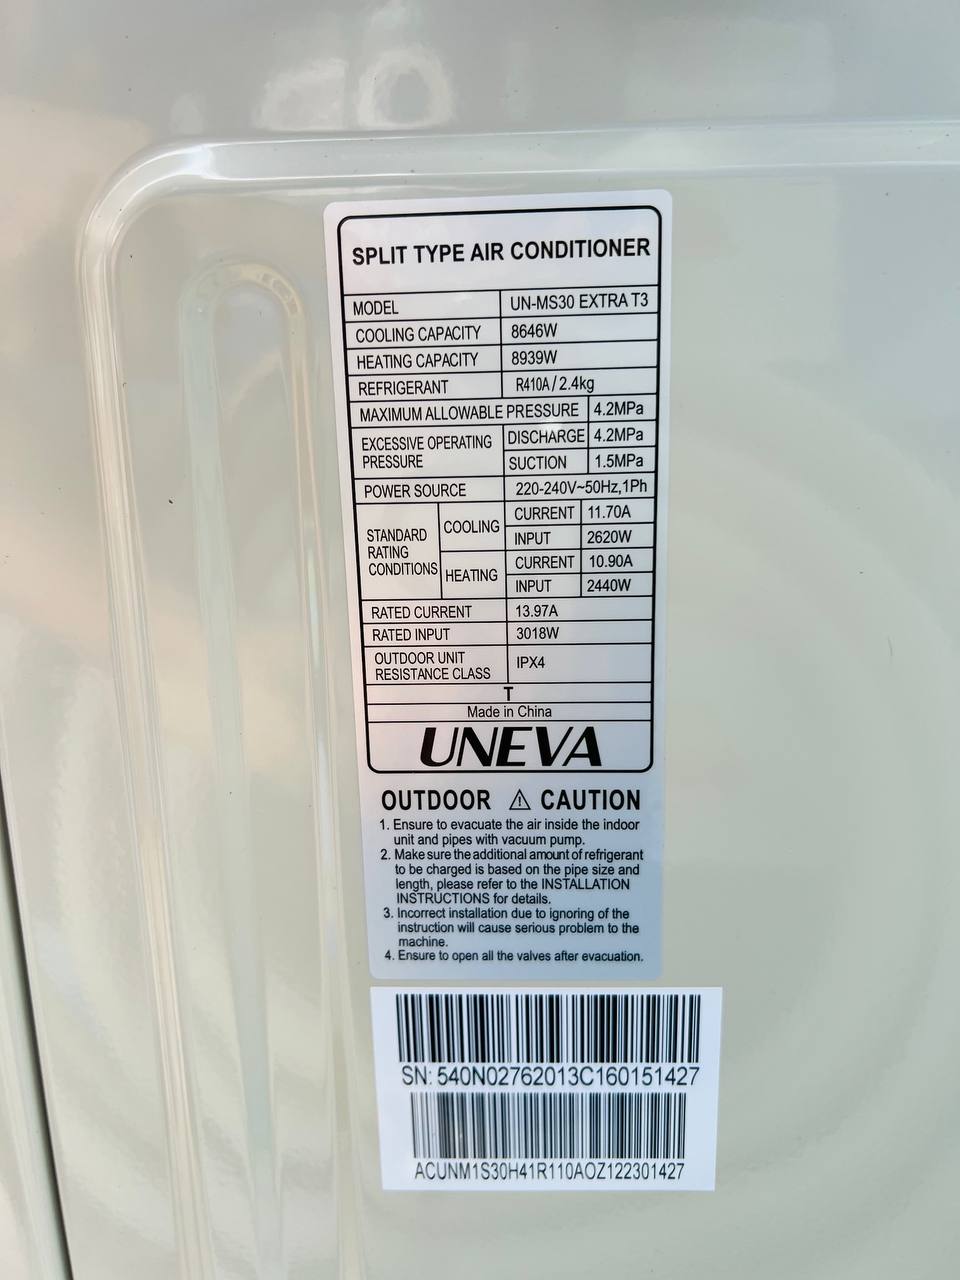 SPLIT TYPE AIR CONDITIONER
MODEL UN-MS30 EXTRA T3
COOLING CAPACITY 8646W
HEATING CAPACITY 8939W
REFRIGERANT R410A / 2.4kg
MAXIMUM ALLOWABLE PRESSURE 4.2MPa
EXCESSIVE OPERATING PRESSURE DISCHARGE 4.2MPa
SUCTION 1.5MPa
POWER SOURCE 220-240V~50Hz,1Ph
STANDARD RATING CONDITIONS COOLING CURRENT 11.70A
INPUT 2620W
HEATING CURRENT 10.90A
INPUT 2440W
RATED CURRENT 13.97A
RATED INPUT 3018W
OUTDOOR UNIT RESISTANCE CLASS IPX4
T
Made in China
UNEVA
OUTDOOR ⚠ CAUTION
1. Ensure to evacuate the air inside the indoor
unit and pipes with vacuum pump.
2. Make sure the additional amount of refrigerant
to be charged is based on the pipe size and
length, please refer to the INSTALLATION
INSTRUCTIONS for details.
3. Incorrect installation due to ignoring of the
instruction will cause serious problem to the
machine.
4. Ensure to open all the valves after evacuation.
SN: 540N02762013C160151427
ACUNM1S30H41R110AOZ122301427